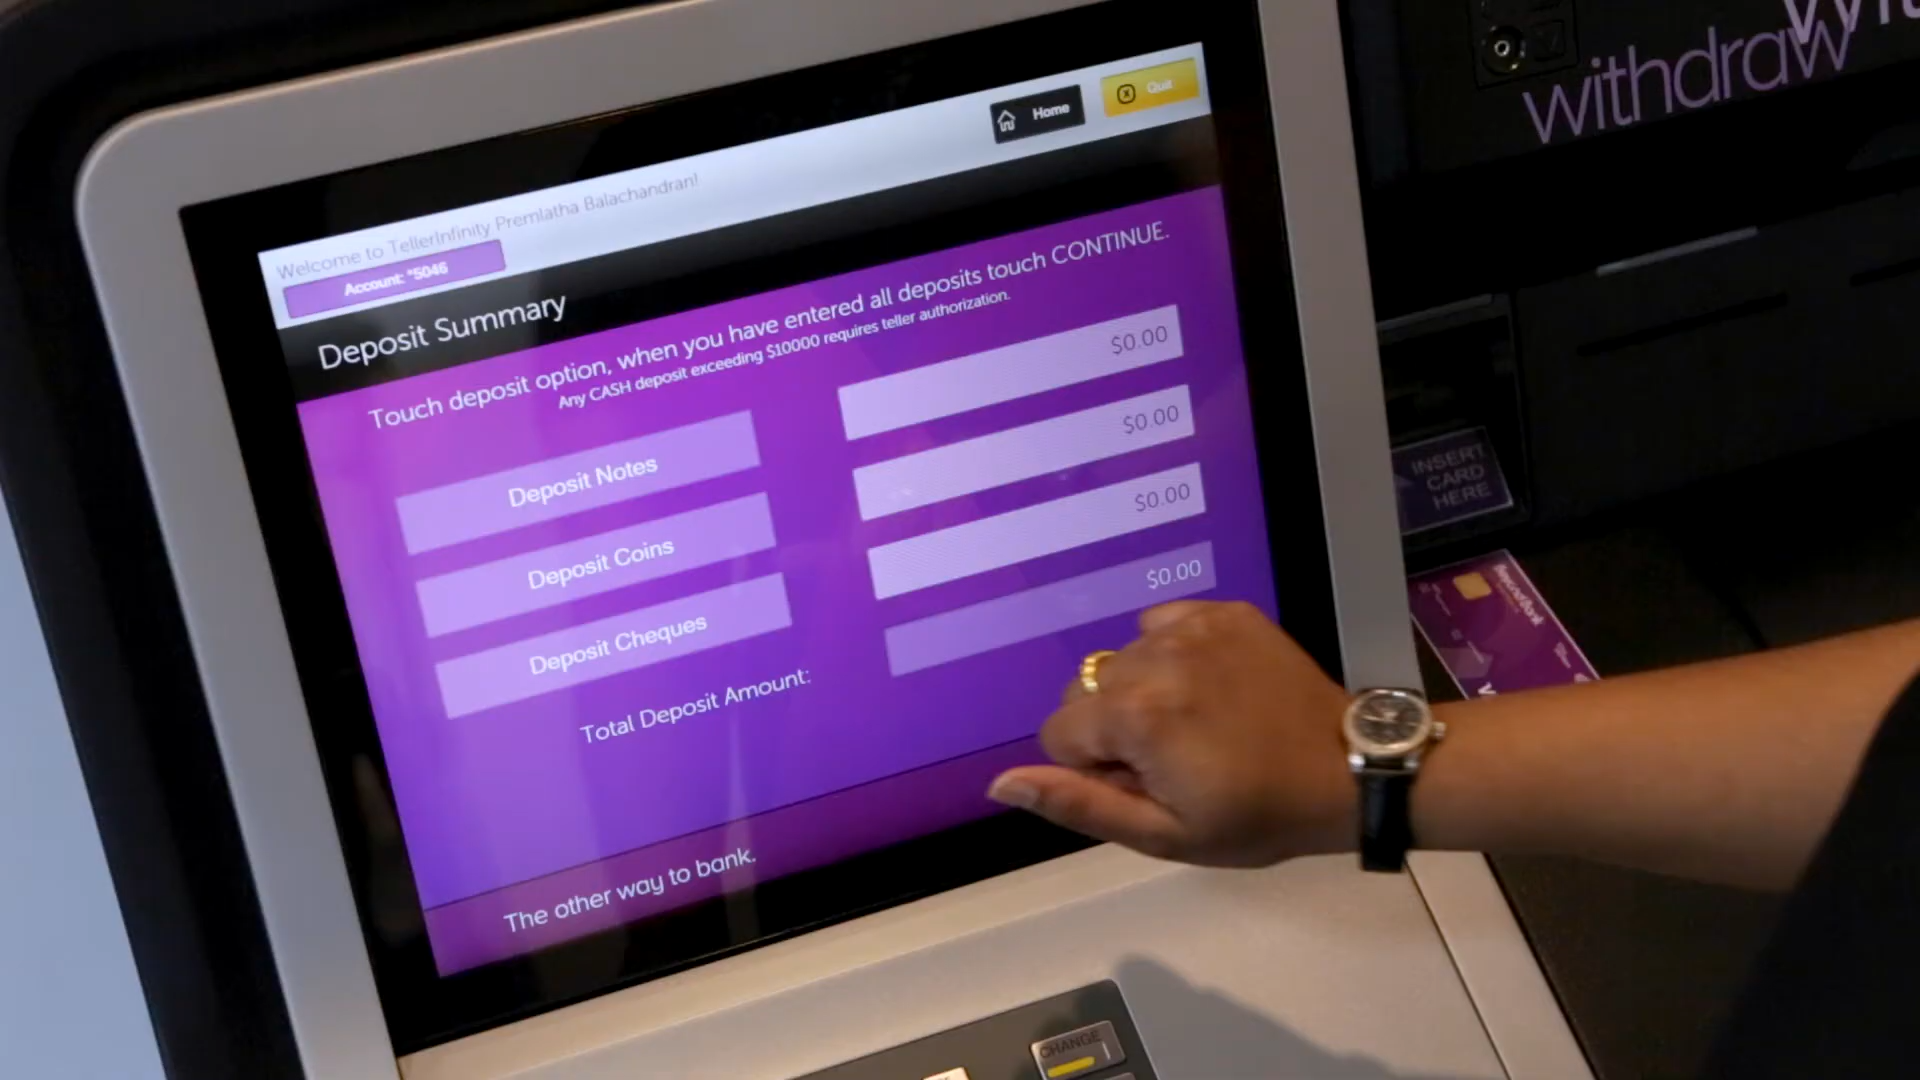 withdraw
Home
Quit
Welcome to TellerInfinity Premlatha Balachandran!
Account: *5046
Deposit Summary
Touch deposit option, when you have entered all deposits touch CONTINUE.
Any CASH deposit exceeding $10000 requires teller authorization.
Deposit Notes
$0.00
Deposit Coins
$0.00
Deposit Cheques
$0.00
Total Deposit Amount:
$0.00
The other way to bank.
INSERT
CARD
HERE
CHANGE